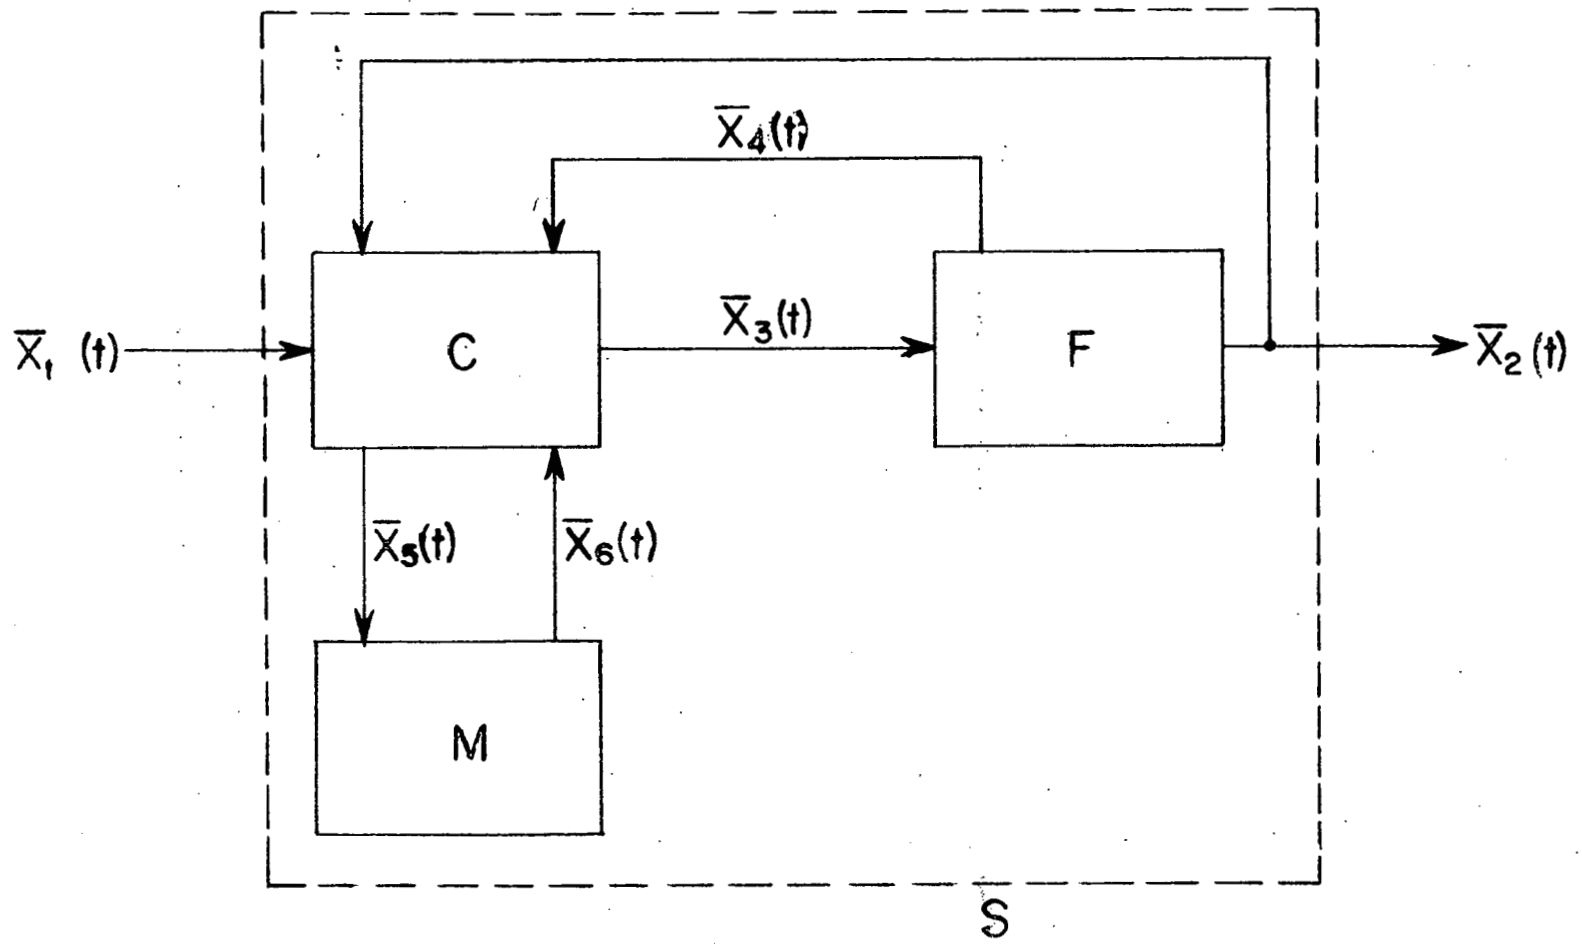 X̅₄(t)
X̅₁ (t)
C
X̅₃(t)
F
X̅₂(t)
X̅₅(t)
X̅₆(t)
M
S